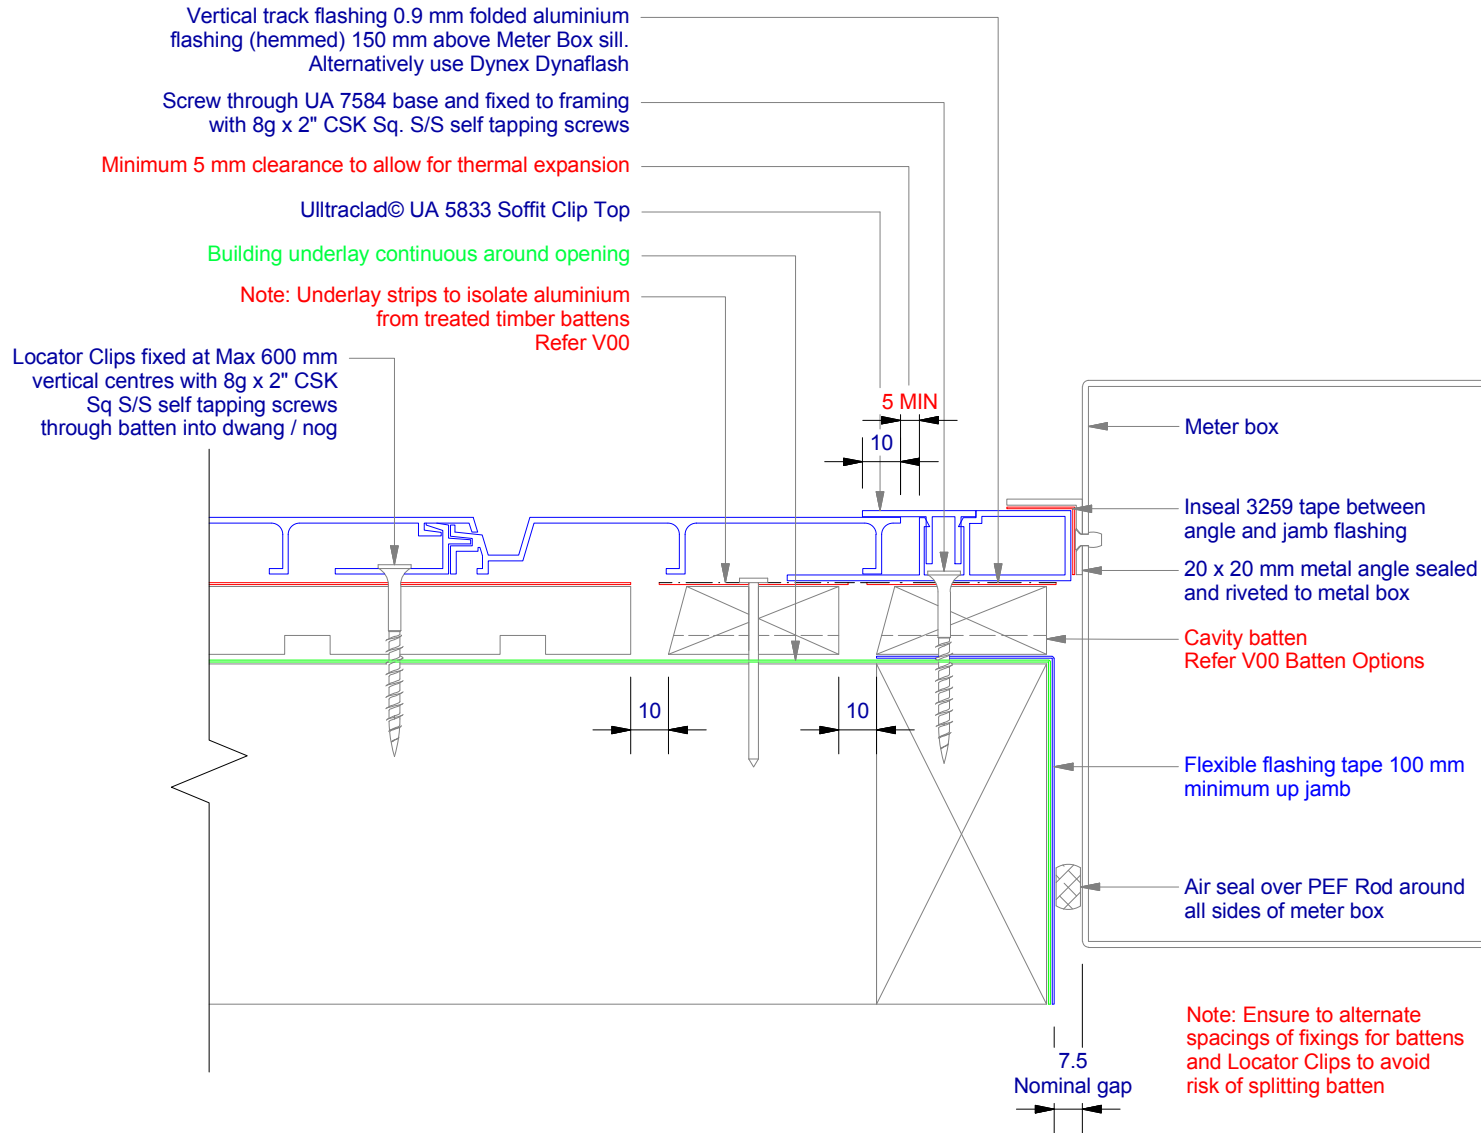 Vertical track flashing 0.9 mm folded aluminium
flashing (hemmed) 150 mm above Meter Box sill.
Alternatively use Dynex Dynaflash
Screw through UA 7584 base and fixed to framing
with 8g x 2" CSK Sq. S/S self tapping screws
Minimum 5 mm clearance to allow for thermal expansion
Ulltraclad© UA 5833 Soffit Clip Top
Building underlay continuous around opening
Note: Underlay strips to isolate aluminium
from treated timber battens
Refer V00
Locator Clips fixed at Max 600 mm
vertical centres with 8g x 2" CSK
Sq S/S self tapping screws
through batten into dwang / nog
5 MIN
10
Meter box
Inseal 3259 tape between
angle and jamb flashing
20 x 20 mm metal angle sealed
and riveted to metal box
Cavity batten
Refer V00 Batten Options
10
10
Flexible flashing tape 100 mm
minimum up jamb
Air seal over PEF Rod around
all sides of meter box
Note: Ensure to alternate
spacings of fixings for battens
and Locator Clips to avoid
risk of splitting batten
7.5
Nominal gap